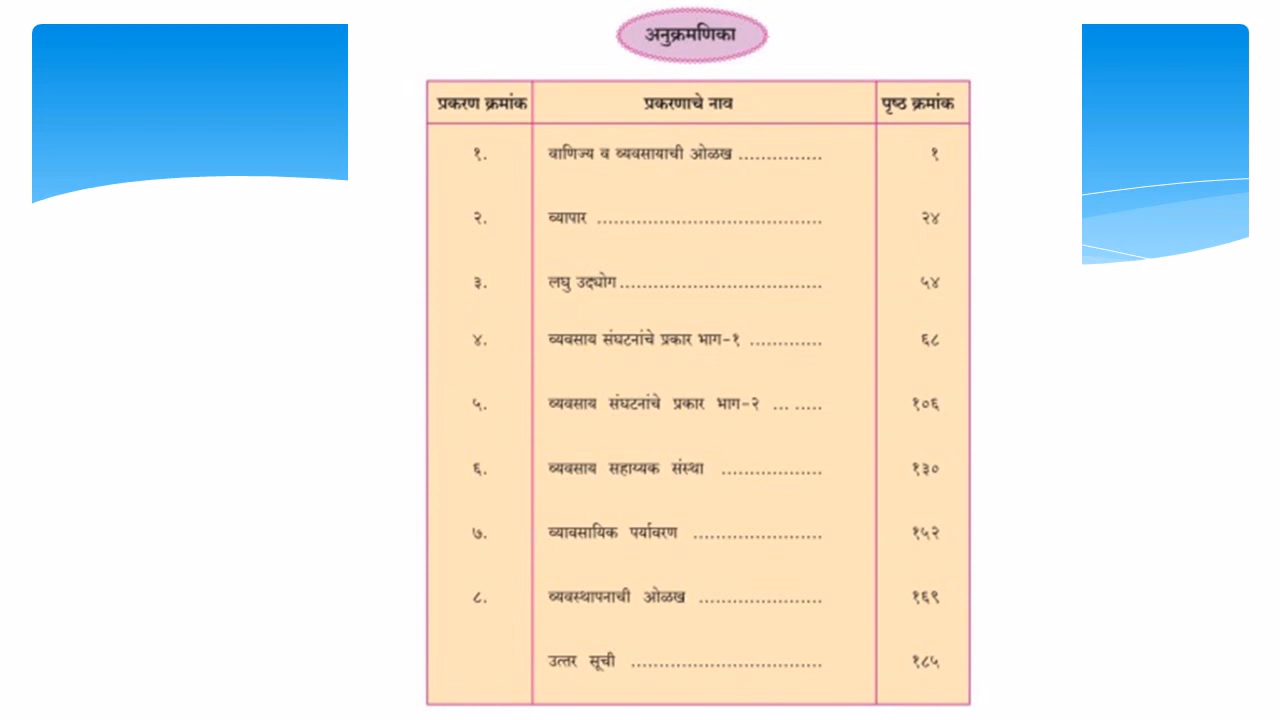 अनुक्रमणिका
प्रकरण क्रमांक प्रकरणाचे नाव पृष्ठ क्रमांक
१. वाणिज्य व व्यवसायाची ओळख ............... १
२. व्यापार ....................................... २४
३. लघु उद्योग ................................... ५४
४. व्यवसाय संघटनांचे प्रकार भाग-१ ............. ६८
५. व्यवसाय संघटनांचे प्रकार भाग-२ ... ..... १०६
६. व्यवसाय सहाय्यक संस्था .................. १३०
७. व्यावसायिक पर्यावरण ....................... १५२
८. व्यवस्थापनाची ओळख ...................... १६९
उत्तर सूची .................................. १८५